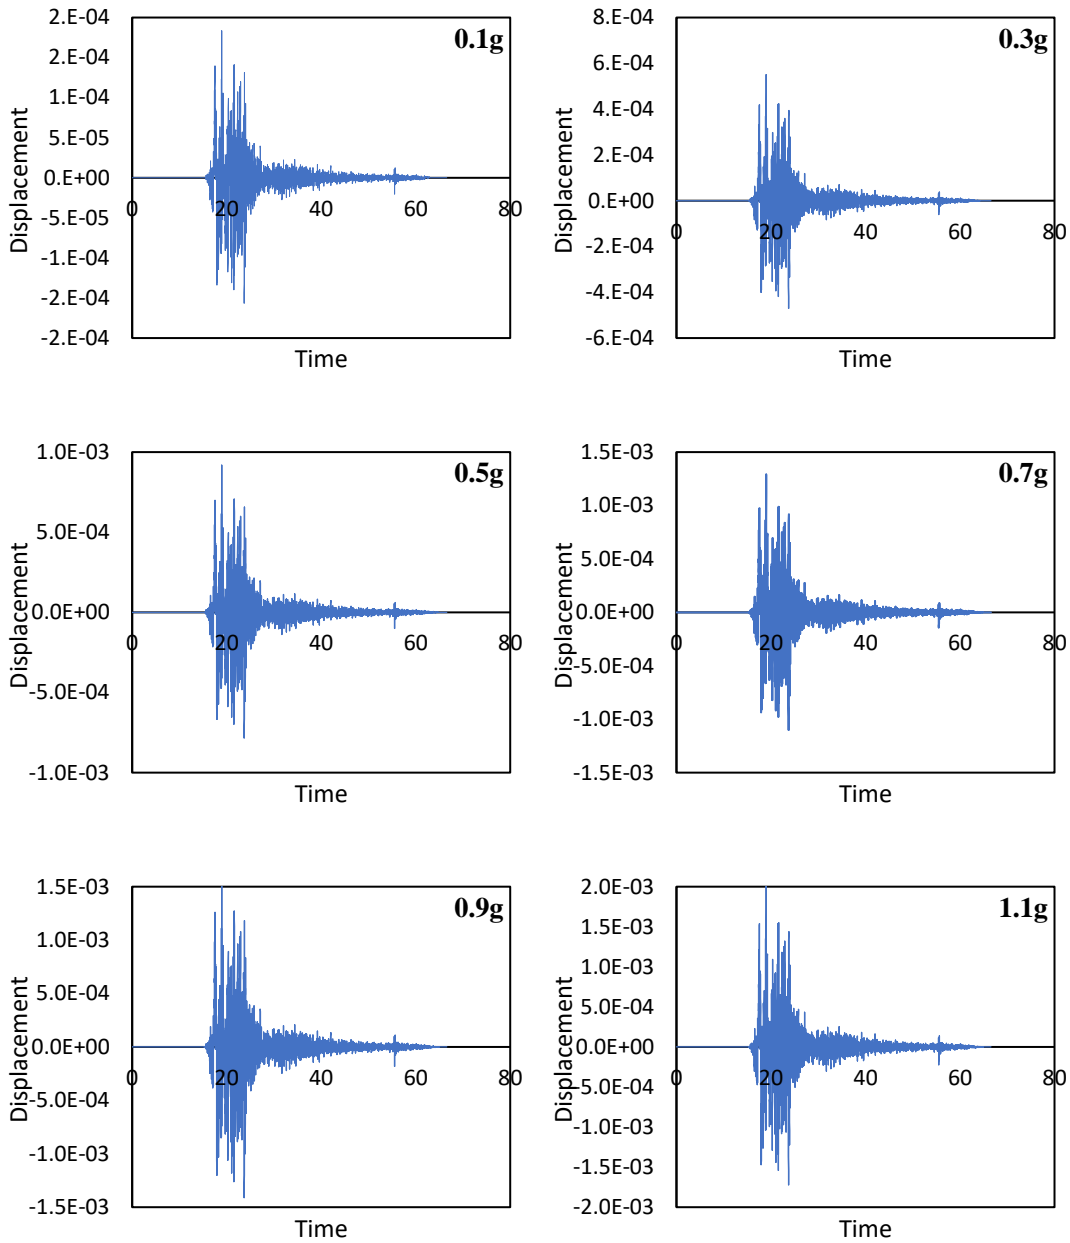 2.E-04
2.E-04
1.E-04
5.E-05
0.E+00
-5.E-05
-1.E-04
-2.E-04
-2.E-04
0
20
40
60
80
0.1g
Displacement
Time
8.E-04
6.E-04
4.E-04
2.E-04
0.E+00
-2.E-04
-4.E-04
-6.E-04
0
20
40
60
80
0.3g
Displacement
Time
1.0E-03
5.0E-04
0.0E+00
-5.0E-04
-1.0E-03
0
20
40
60
80
0.5g
Displacement
Time
1.5E-03
1.0E-03
5.0E-04
0.0E+00
-5.0E-04
-1.0E-03
-1.5E-03
0
20
40
60
80
0.7g
Displacement
Time
1.5E-03
1.0E-03
5.0E-04
0.0E+00
-5.0E-04
-1.0E-03
-1.5E-03
0
20
40
60
80
0.9g
Displacement
Time
2.0E-03
1.5E-03
1.0E-03
5.0E-04
0.0E+00
-5.0E-04
-1.0E-03
-1.5E-03
-2.0E-03
0
20
40
60
80
1.1g
Displacement
Time